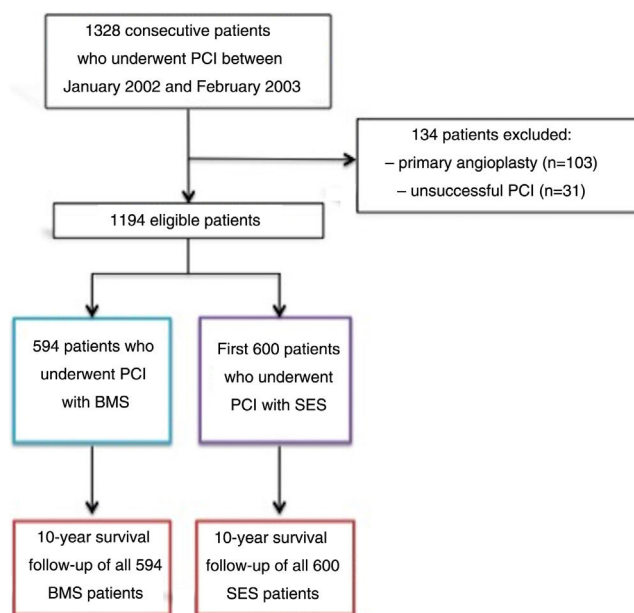 1328 consecutive patients
who underwent PCI between
January 2002 and February 2003
134 patients excluded:
– primary angioplasty (n=103)
– unsuccessful PCI (n=31)
1194 eligible patients
594 patients who
underwent PCI
with BMS
First 600 patients
who underwent
PCI with SES
10-year survival
follow-up of all 594
BMS patients
10-year survival
follow-up of all 600
SES patients